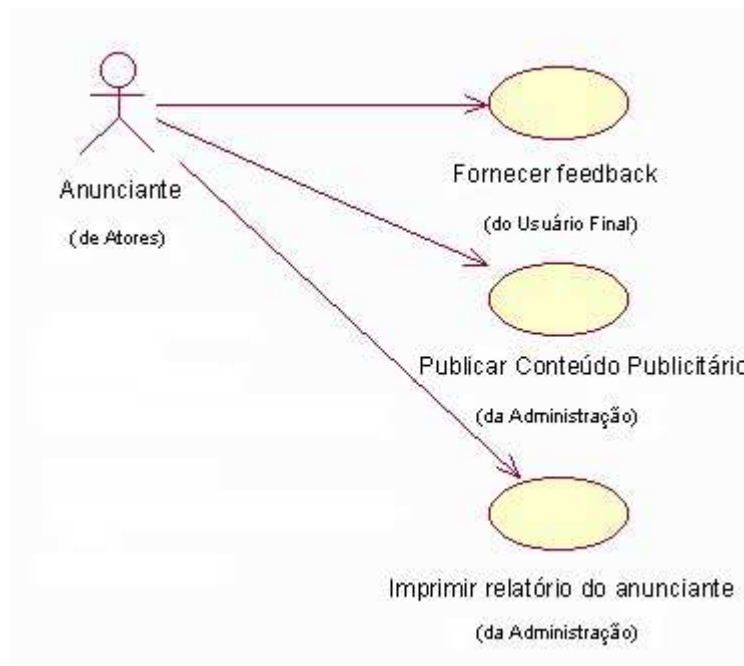 Anunciante
(de Atores)
Fornecer feedback
(do Usuário Final)
Publicar Conteúdo Publicitário
(da Administração)
Imprimir relatório do anunciante
(da Administração)